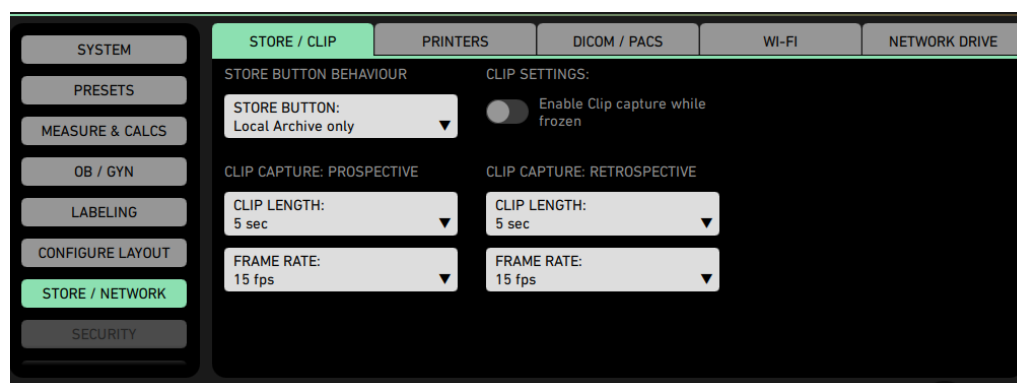 SYSTEM
PRESETS
MEASURE & CALCS
OB / GYN
LABELING
CONFIGURE LAYOUT
STORE / NETWORK
SECURITY
STORE / CLIP
PRINTERS
DICOM / PACS
WI-FI
NETWORK DRIVE
STORE BUTTON BEHAVIOUR
STORE BUTTON:
Local Archive only
CLIP SETTINGS:
Enable Clip capture while
frozen
CLIP CAPTURE: PROSPECTIVE
CLIP LENGTH:
5 sec
FRAME RATE:
15 fps
CLIP CAPTURE: RETROSPECTIVE
CLIP LENGTH:
5 sec
FRAME RATE:
15 fps